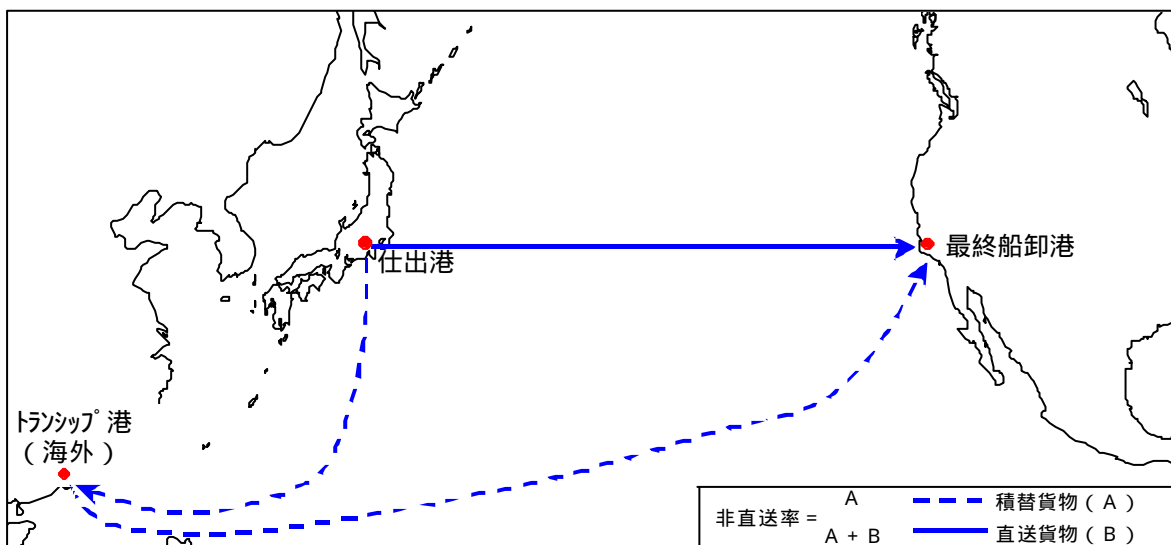 仕出港
最終船卸港
ﾄﾗﾝｼｯﾌﾟ港
（海外）
非直送率＝
A
A + B
積替貨物（A）
直送貨物（B）